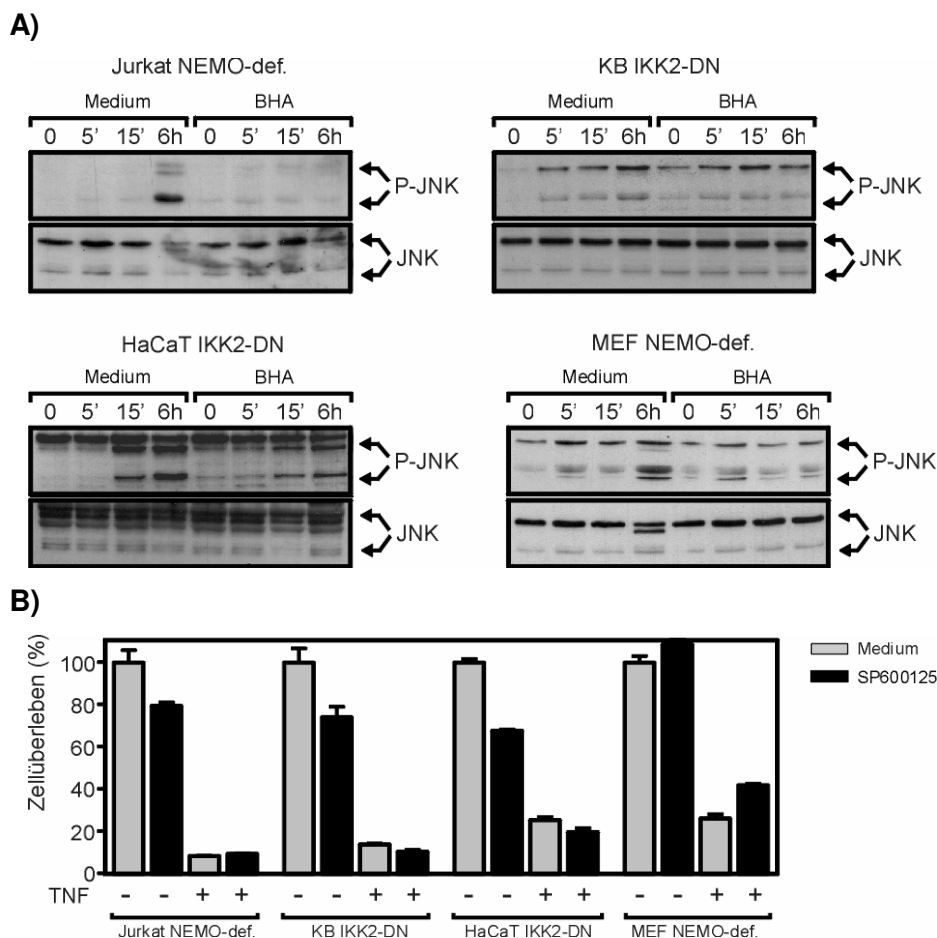 A)
Jurkat NEMO-def.
Medium BHA
0 5' 15' 6h 0 5' 15' 6h
P-JNK
JNK
KB IKK2-DN
Medium BHA
0 5' 15' 6h 0 5' 15' 6h
P-JNK
JNK
HaCaT IKK2-DN
Medium BHA
0 5' 15' 6h 0 5' 15' 6h
P-JNK
JNK
MEF NEMO-def.
Medium BHA
0 5' 15' 6h 0 5' 15' 6h
P-JNK
JNK
B)
Zellüberleben (%)
100
80
60
40
20
0
Medium
SP600125
TNF - - + + - - + + - - + + - - + +
Jurkat NEMO-def. KB IKK2-DN HaCaT IKK2-DN MEF NEMO-def.